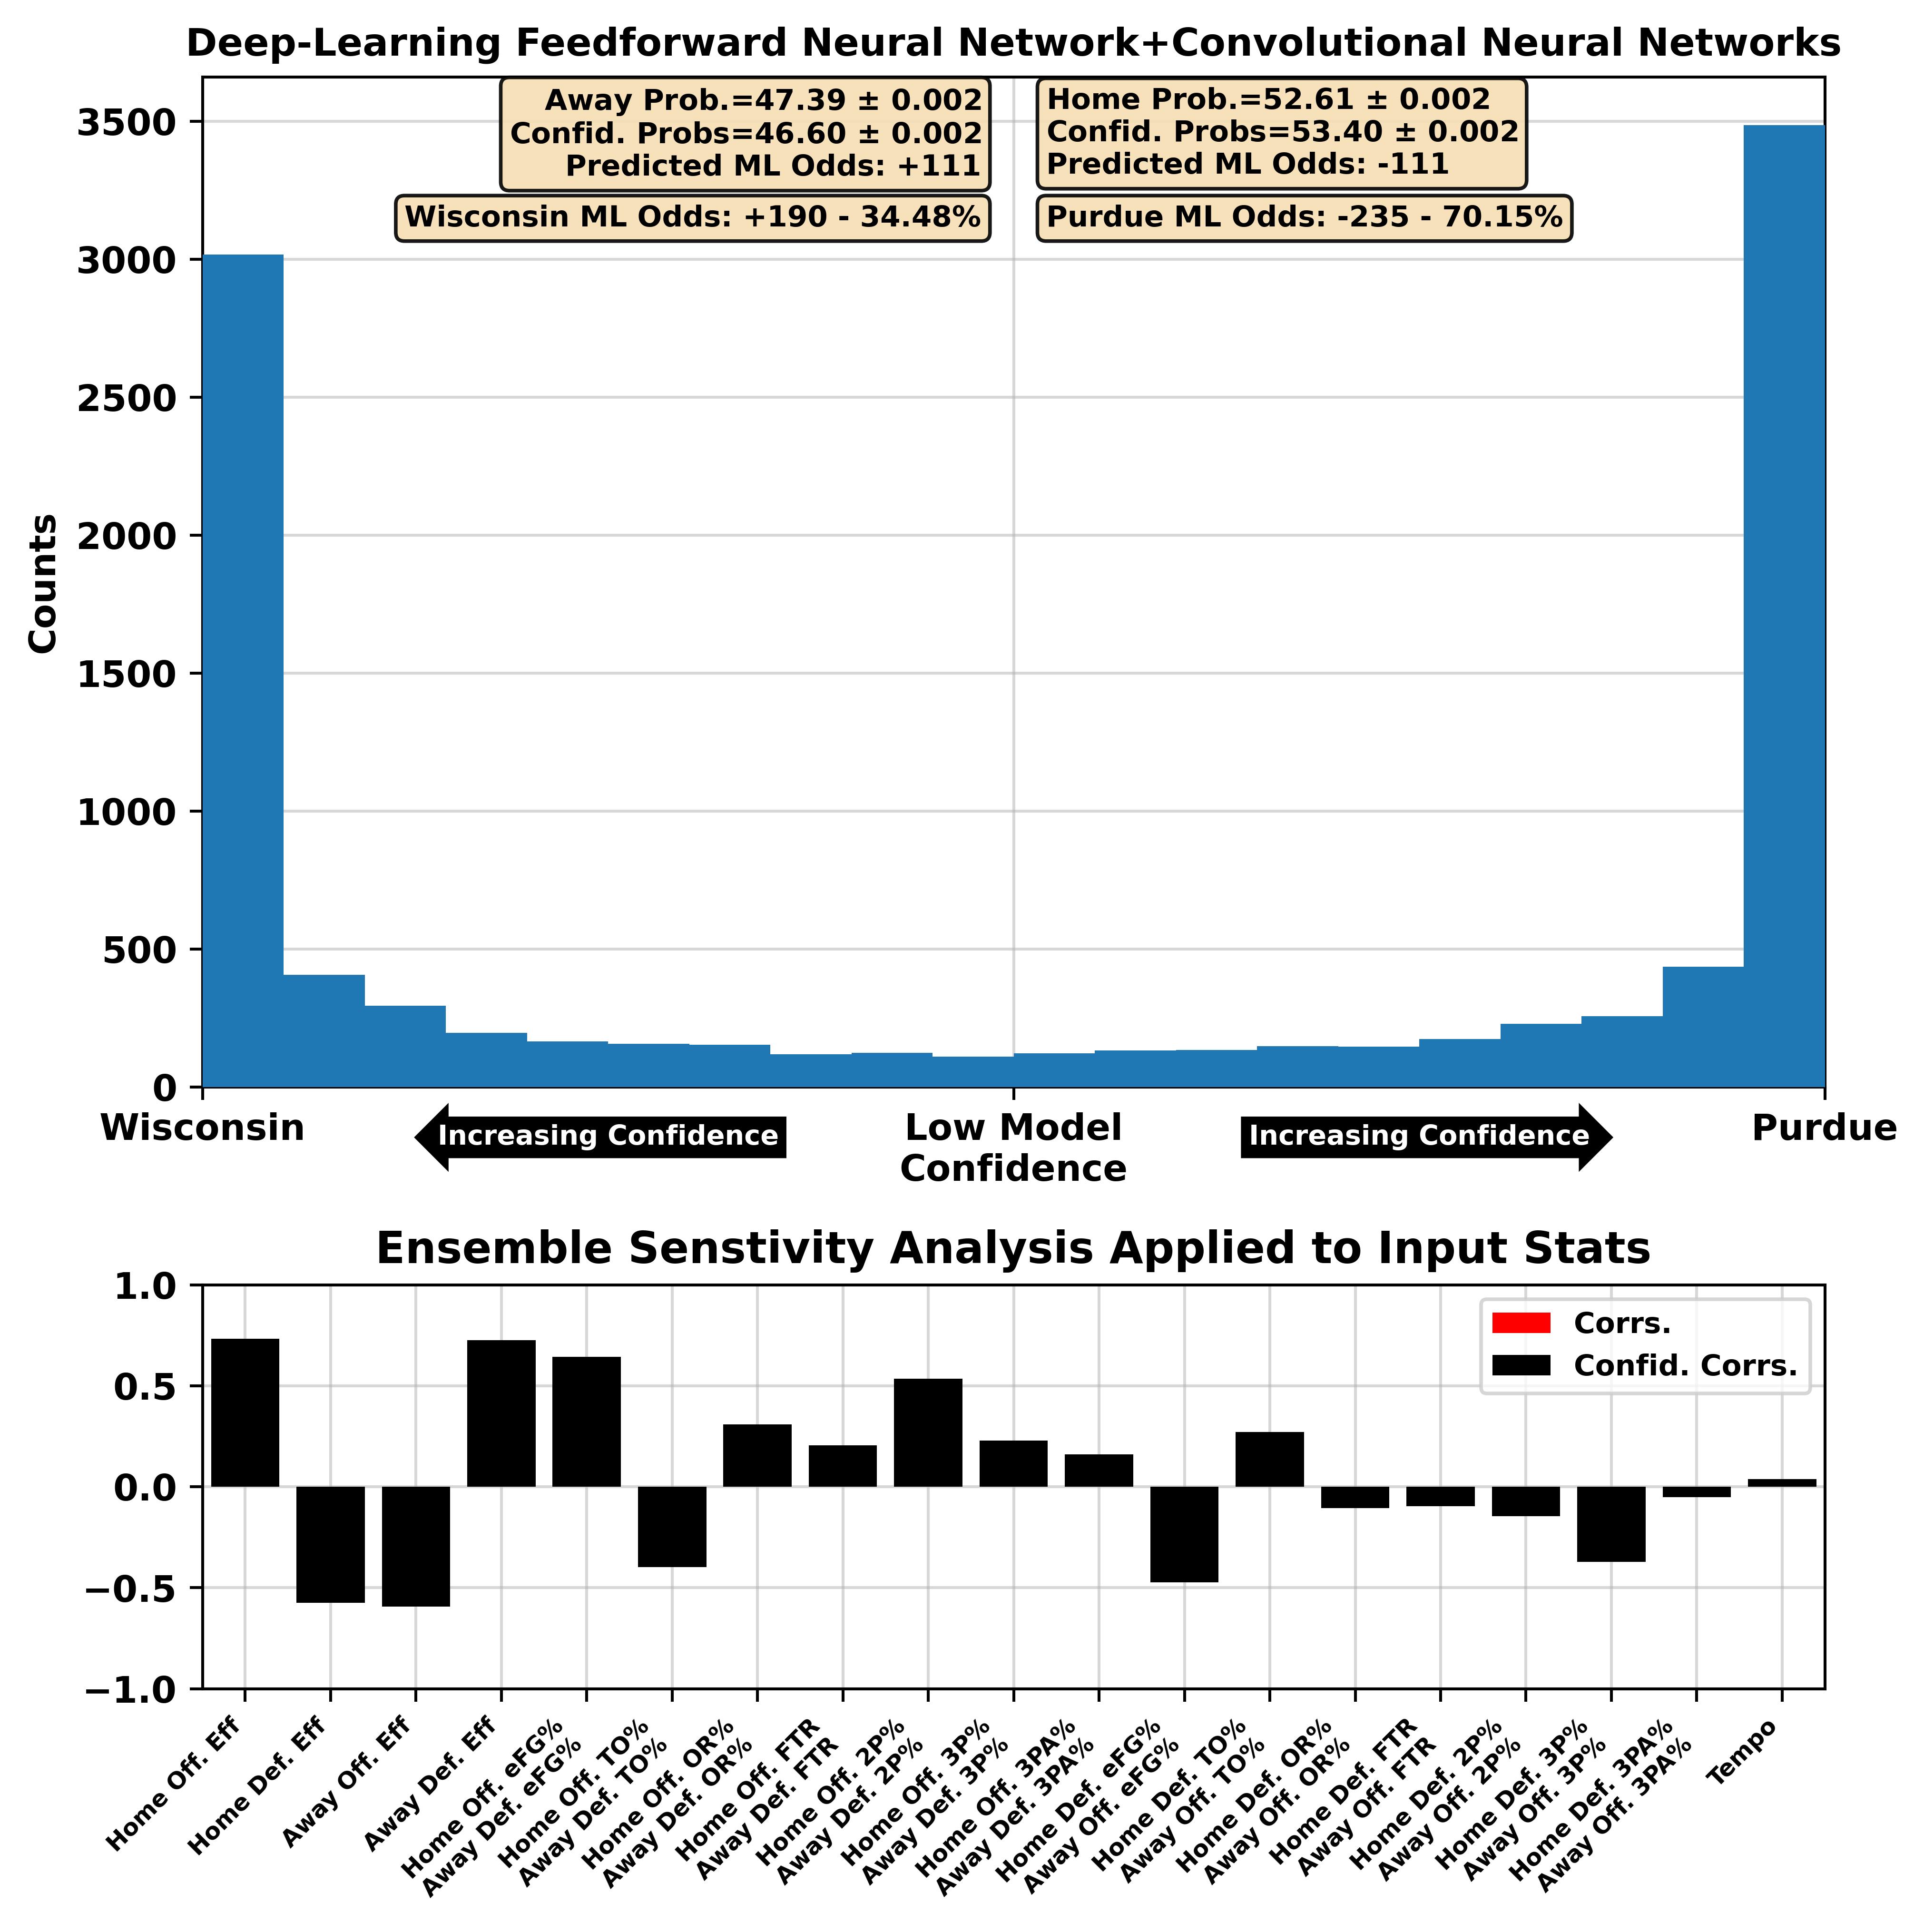 Deep-Learning Feedforward Neural Network+Convolutional Neural Networks
Away Prob.=47.39 ± 0.002
Confid. Probs=46.60 ± 0.002
Predicted ML Odds: +111
Wisconsin ML Odds: +190 - 34.48%
Home Prob.=52.61 ± 0.002
Confid. Probs=53.40 ± 0.002
Predicted ML Odds: -111
Purdue ML Odds: -235 - 70.15%
Counts
3500
3000
2500
2000
1500
1000
500
0
Wisconsin
Increasing Confidence
Low Model
Confidence
Increasing Confidence
Purdue
Ensemble Senstivity Analysis Applied to Input Stats
1.0
0.5
0.0
−0.5
−1.0
Corrs.
Confid. Corrs.
Home Off. Eff
Home Def. Eff
Away Off. Eff
Away Def. Eff
Home Off. eFG%
Away Def. eFG%
Home Off. TO%
Away Def. TO%
Home Off. OR%
Away Def. OR%
Home Off. FTR
Away Def. FTR
Home Off. 2P%
Away Def. 2P%
Home Off. 3P%
Away Def. 3P%
Home Off. 3PA%
Away Def. 3PA%
Home Def. eFG%
Away Off. eFG%
Home Def. TO%
Away Off. TO%
Home Def. OR%
Away Off. OR%
Home Def. FTR
Away Off. FTR
Home Def. 2P%
Away Off. 2P%
Home Def. 3P%
Away Off. 3P%
Home Def. 3PA%
Away Off. 3PA%
Tempo